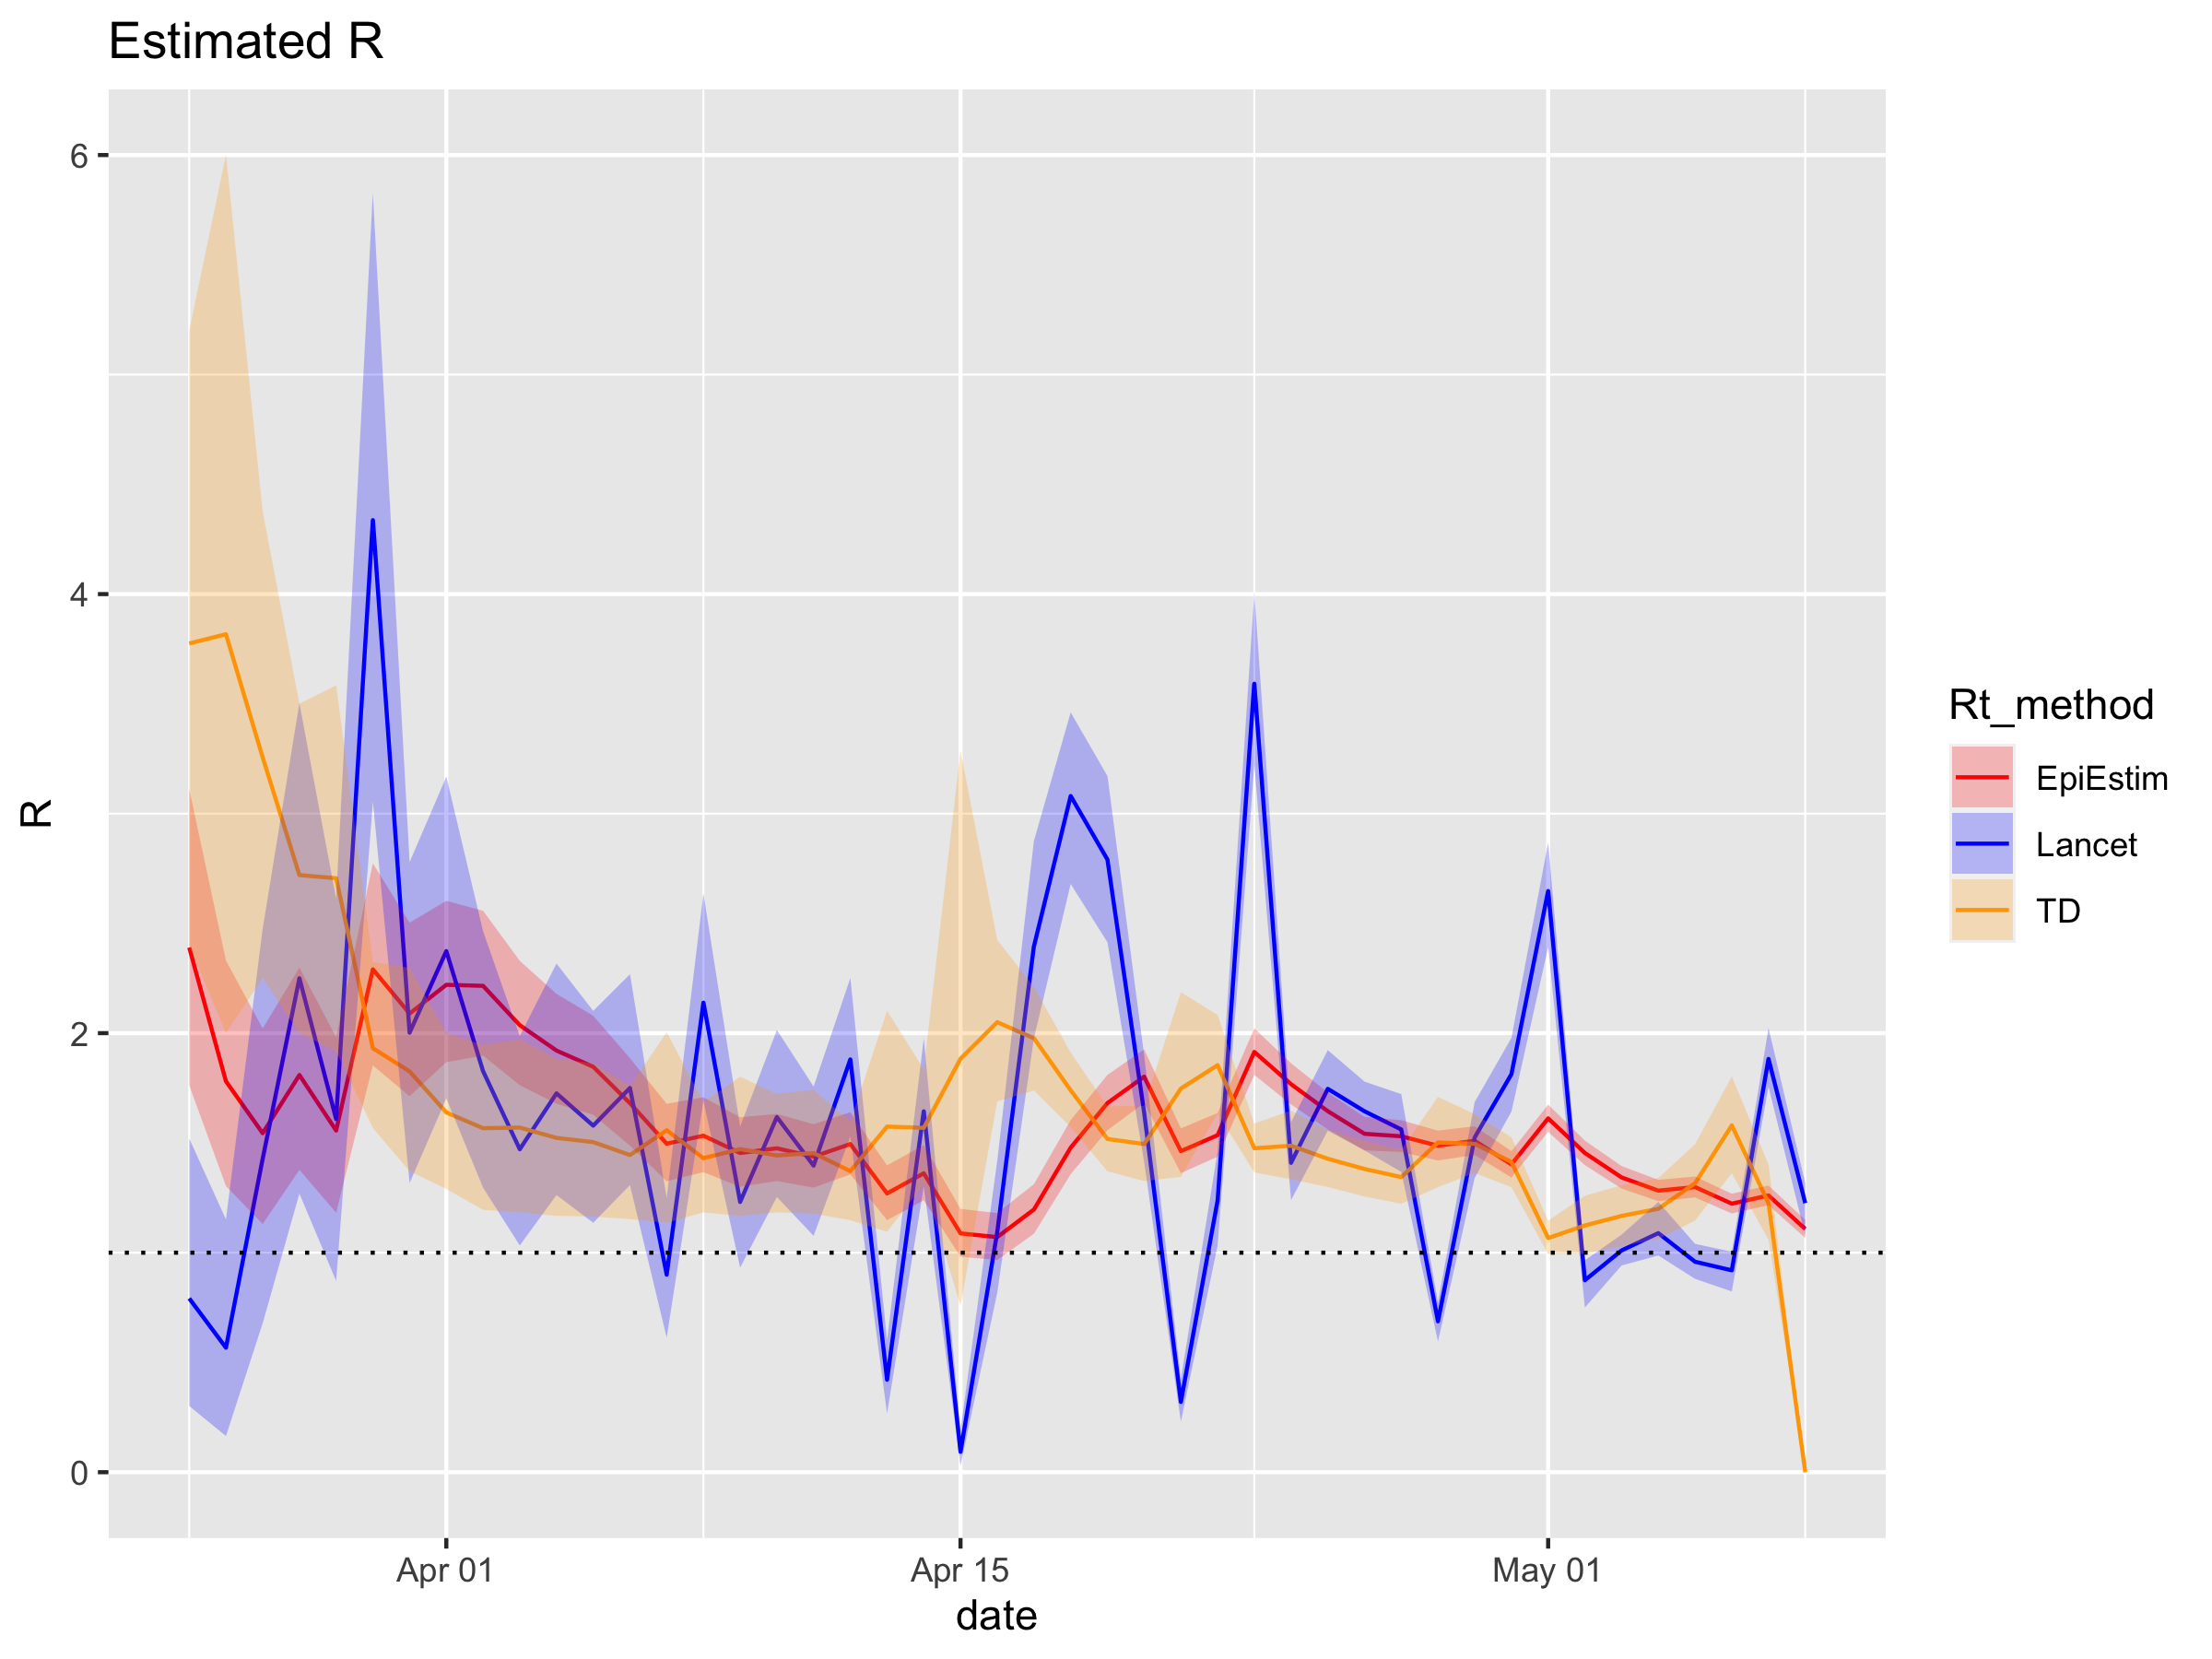 Estimated R
6
4
2
0
R
Apr 01
Apr 15
May 01
date
Rt_method
EpiEstim
Lancet
TD